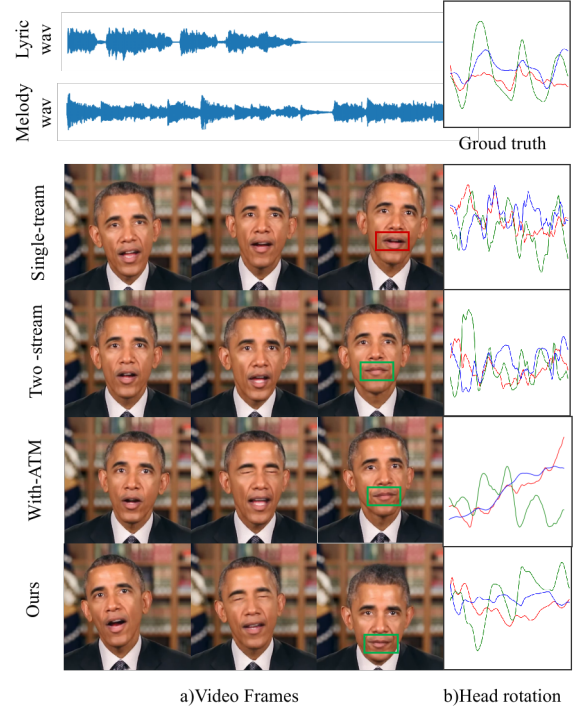 Lyric
wav
Melody
wav
Groud truth
Single-tream
Two -stream
With-ATM
Ours
a)Video Frames
b)Head rotation